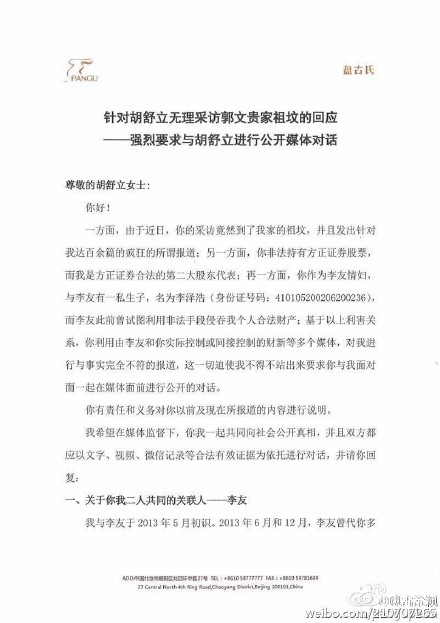 PANGU
盘古氏
针对胡舒立无理采访郭文贵家祖坟的回应
——强烈要求与胡舒立进行公开媒体对话
尊敬的胡舒立女士：
你好！
一方面，由于近日，你的采访竟然到了我家的祖坟，并且发出针对
我达百余篇的疯狂的所谓报道；另一方面，你非法持有方正证券股票，
而我是方正证券合法的第二大股东代表；再一方面，你作为李友情妇，
与李友有一私生子，名为李泽浩（身份证号码：410105200206200236），
而李友此前曾试图利用非法手段侵吞我个人合法财产；基于以上利害关
系，你利用由李友和你实际控制或间接控制的财新等多个媒体，对我进
行与事实完全不符的报道，这一切迫使我不得不站出来要求你与我面对
面一起在媒体面前进行公开的对话。
你有责任和义务对你以前及现在所报道的内容进行说明。
我希望在媒体监督下，你我一起共同向社会公开真相，并且双方都
应以文字、视频、微信记录等合法有效证据为依托进行对话，并请你回
复：
一、关于你我二人共同的关联人——李友
我与李友于 2013 年 5 月初识。2013 年 6 月和 12 月，李友曾代你多
ADD/中国北京市朝阳区北四环中路27号 TEL：+8610 58777777 FAX：+8610 59781699
27 Central North 4th Ring Road,Chaoyang District,Beijing 100101,China